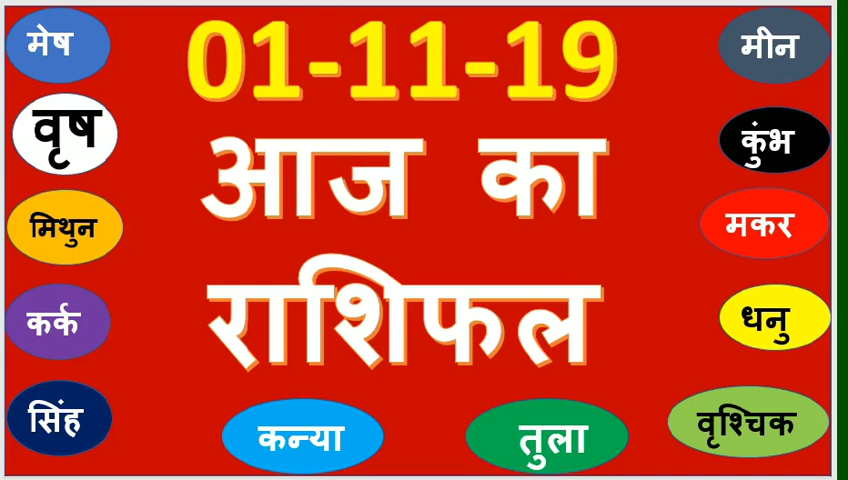 01-11-19
आज का
राशिफल
मेष
वृष
मिथुन
कर्क
सिंह
कन्या
तुला
वृश्चिक
धनु
मकर
कुंभ
मीन